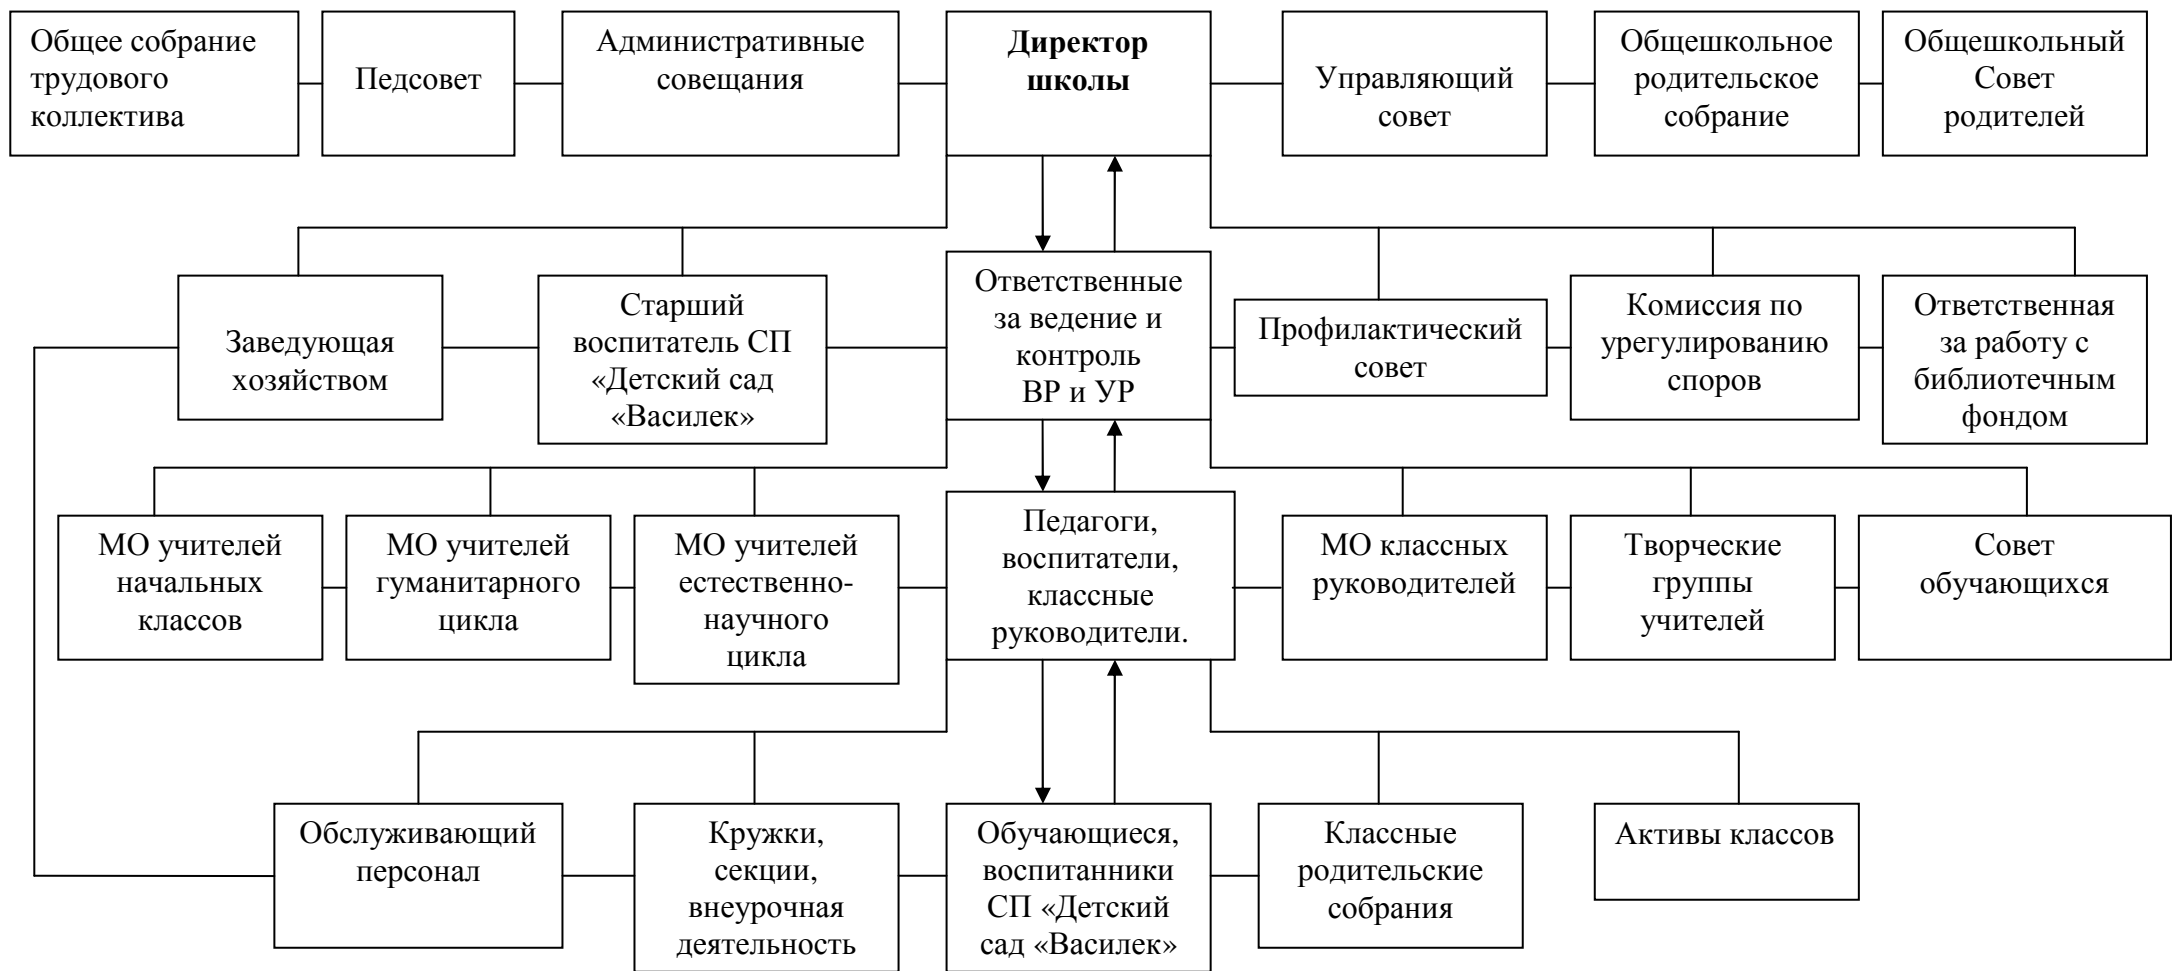 Общее собрание
трудового
коллектива
Педсовет
Административные
совещания
Директор
школы
Управляющий
совет
Общешкольное
родительское
собрание
Общешкольный
Совет
родителей
Заведующая
хозяйством
Старший
воспитатель СП
«Детский сад
«Василек»
Ответственные
за ведение и
контроль
ВР и УР
Профилактический
совет
Комиссия по
урегулированию
споров
Ответственная
за работу с
библиотечным
фондом
МО учителей
начальных
классов
МО учителей
гуманитарного
цикла
МО учителей
естественно-
научного
цикла
Педагоги,
воспитатели,
классные
руководители.
МО классных
руководителей
Творческие
группы
учителей
Совет
обучающихся
Обслуживающий
персонал
Кружки,
секции,
внеурочная
деятельность
Обучающиеся,
воспитанники
СП «Детский
сад «Василек»
Классные
родительские
собрания
Активы классов